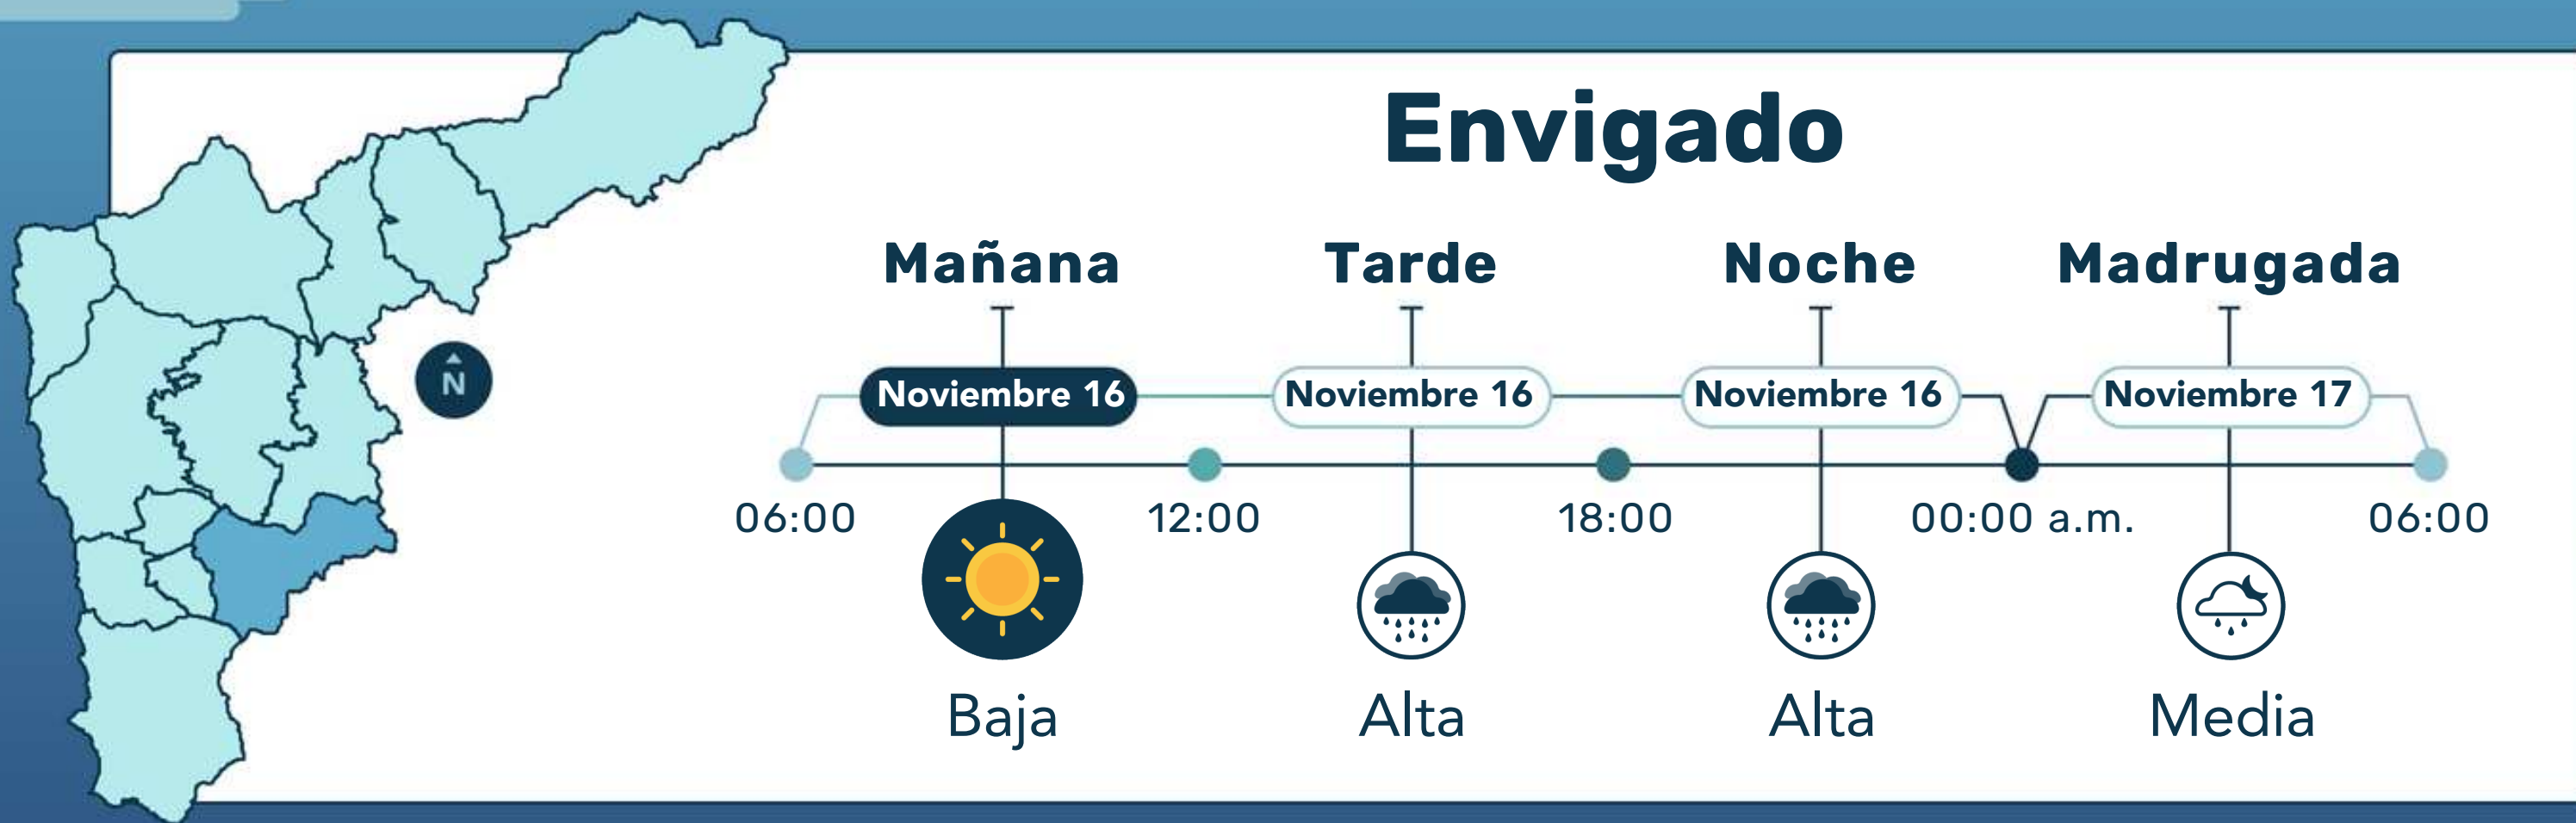 Envigado
Mañana Tarde Noche Madrugada
N
Noviembre 16 Noviembre 16 Noviembre 16 Noviembre 17
06:00 12:00 18:00 00:00 a.m. 06:00
Baja Alta Alta Media